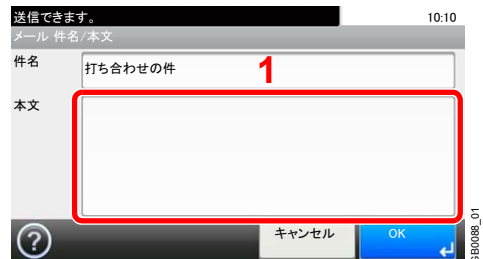 送信できます。 10:10
メール 件名/本文
件名 打ち合わせの件 1
本文
? キャンセル OK
GB0088_01